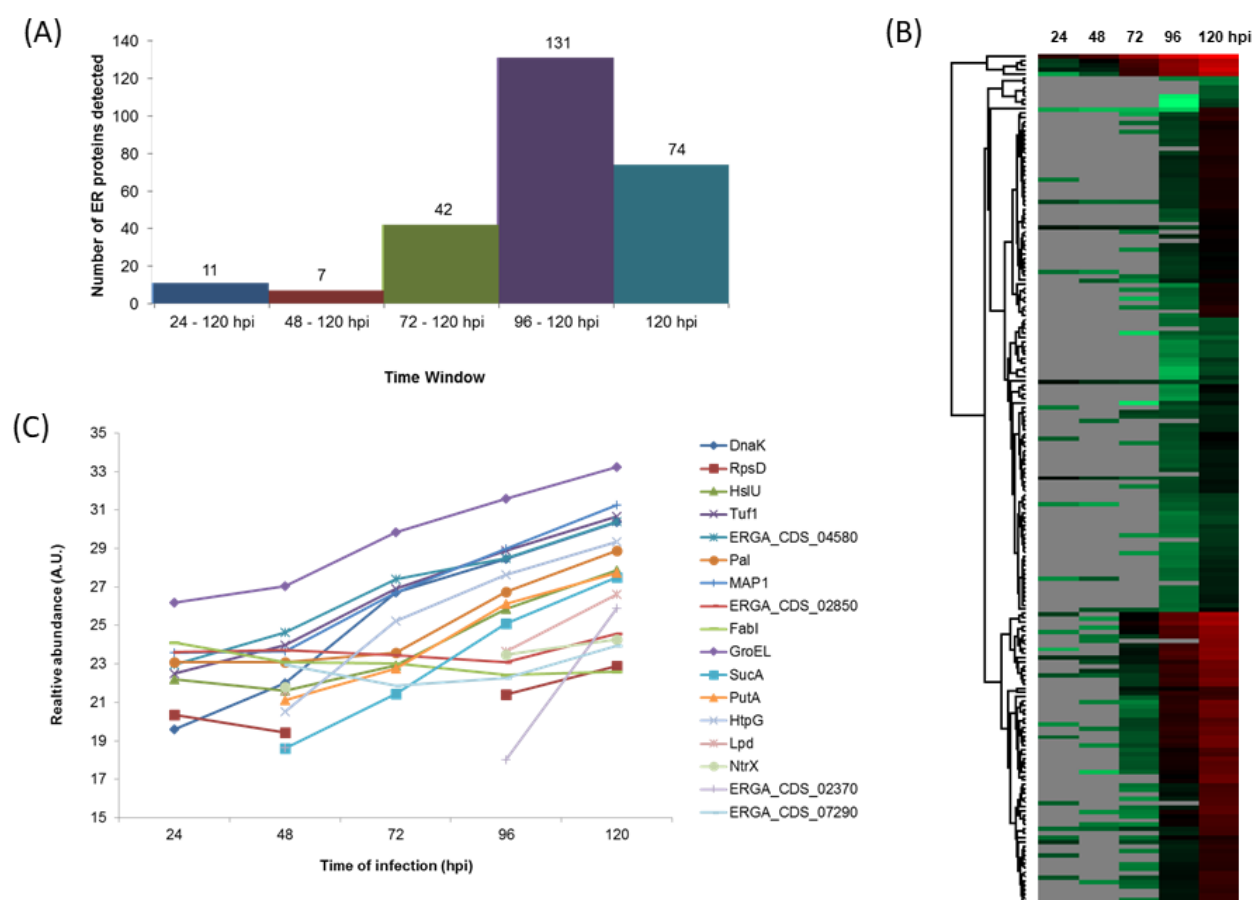 (A)
Number of ER proteins detected
140
120
100
80
60
40
20
0
11
7
42
131
74
24 - 120 hpi
48 - 120 hpi
72 - 120 hpi
96 - 120 hpi
120 hpi
Time Window
(B)
24 48 72 96 120 hpi
(C)
Realtive abundance (A.U.)
35
33
31
29
27
25
23
21
19
17
15
24
48
72
96
120
Time of infection (hpi)
DnaK
RpsD
HslU
Tuf1
ERGA_CDS_04580
Pal
MAP1
ERGA_CDS_02850
FabI
GroEL
SucA
PutA
HtpG
Lpd
NtrX
ERGA_CDS_02370
ERGA_CDS_07290